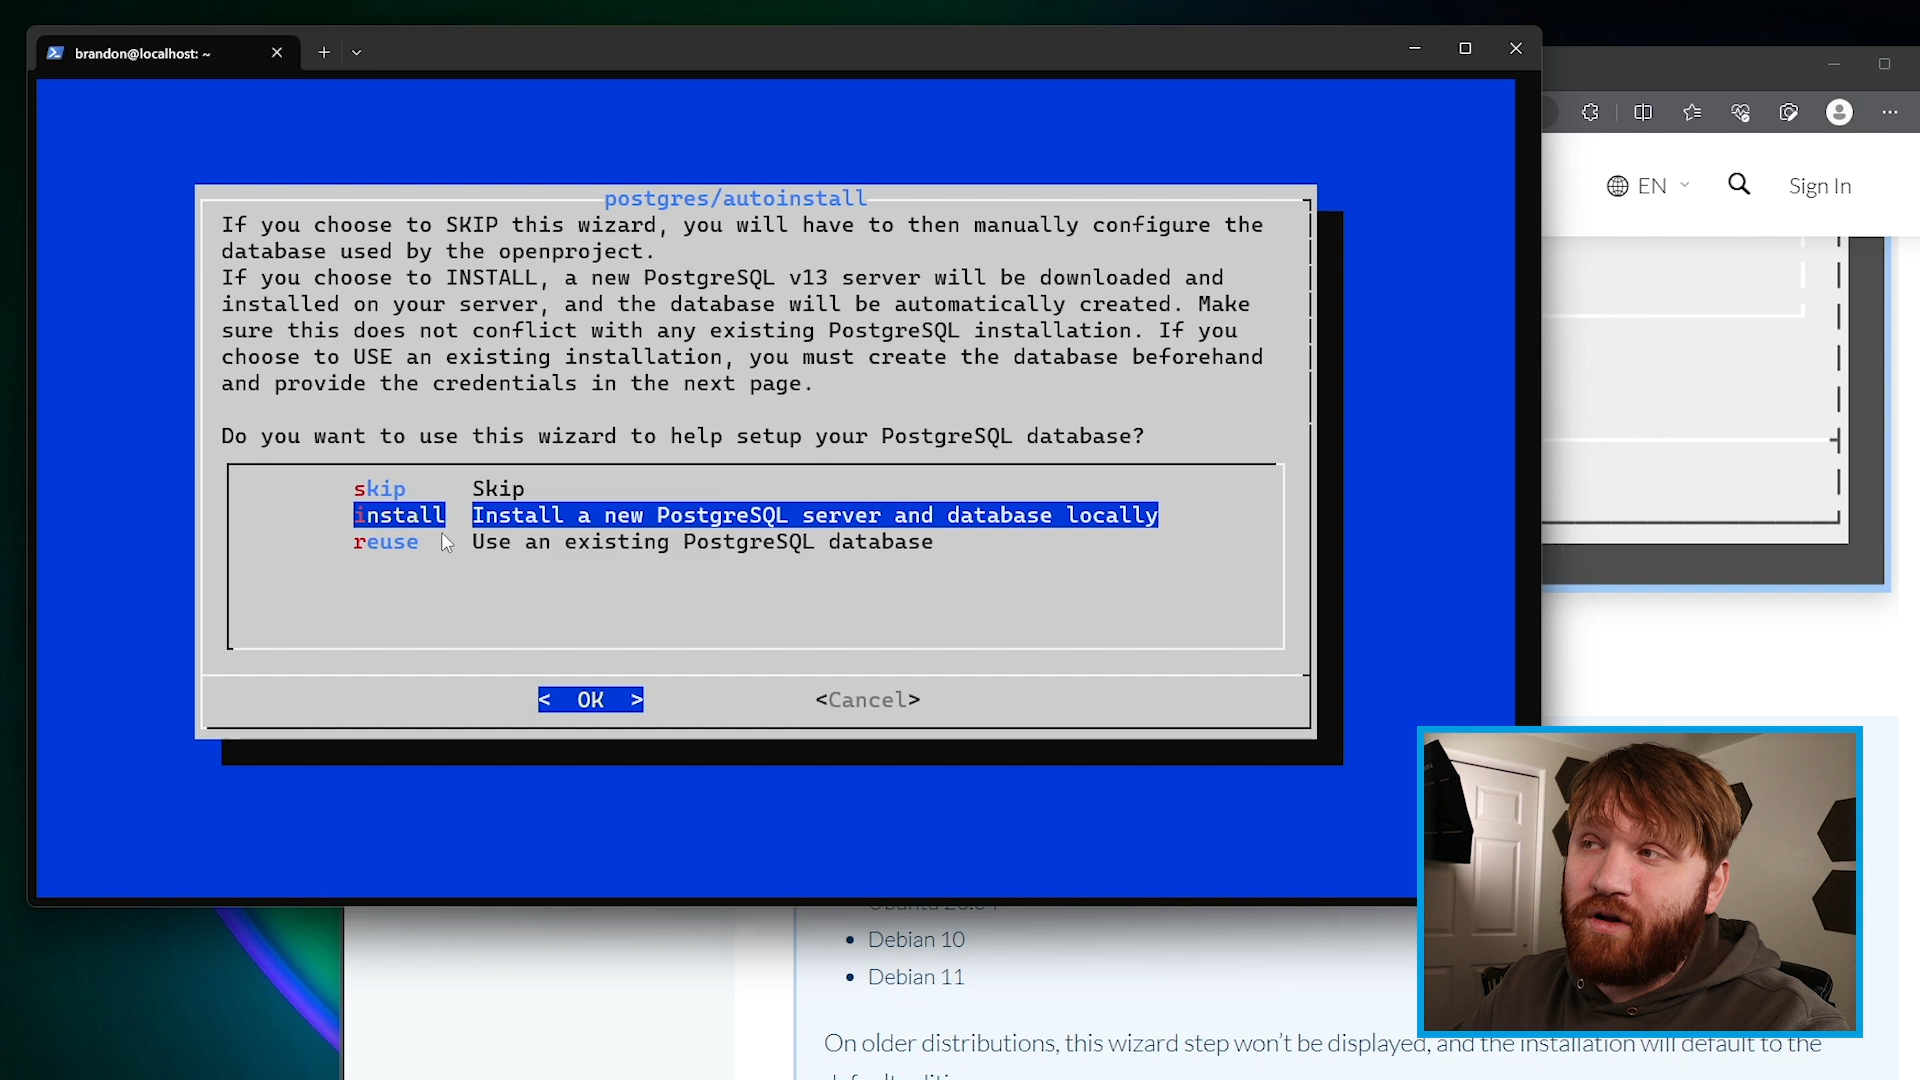 brandon@localhost: ~
EN
Sign In
postgres/autoinstall
If you choose to SKIP this wizard, you will have to then manually configure the
database used by the openproject.
If you choose to INSTALL, a new PostgreSQL v13 server will be downloaded and
installed on your server, and the database will be automatically created. Make
sure this does not conflict with any existing PostgreSQL installation. If you
choose to USE an existing installation, you must create the database beforehand
and provide the credentials in the next page.
Do you want to use this wizard to help setup your PostgreSQL database?
skip Skip
install Install a new PostgreSQL server and database locally
reuse Use an existing PostgreSQL database
< OK > <Cancel>
Debian 10
Debian 11
On older distributions, this wizard step won't be displayed, and the installation will default to the